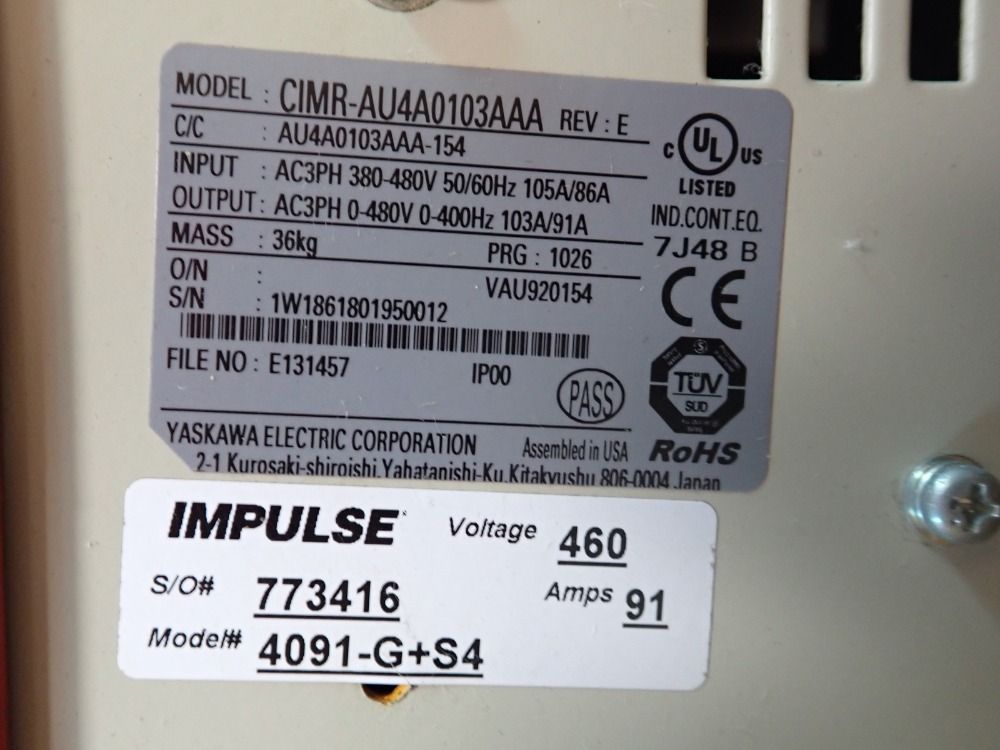 MODEL : CIMR-AU4A0103AAA REV : E
C/C : AU4A0103AAA-154
INPUT : AC3PH 380-480V 50/60Hz 105A/86A
OUTPUT : AC3PH 0-480V 0-400Hz 103A/91A
MASS : 36kg PRG : 1026
O/N : VAU920154
S/N : 1W1861801950012
FILE NO : E131457 IP00
PASS
C UL US
LISTED
IND.CONT.EQ.
7J48 B
CE
TÜV
SÜD
RoHS
YASKAWA ELECTRIC CORPORATION Assembled in USA
2-1 Kurosaki-shiroishi, Yahatanishi-Ku, Kitakyushu 806-0004 Japan
IMPULSE Voltage 460
S/O# 773416 Amps 91
Model# 4091-G+S4